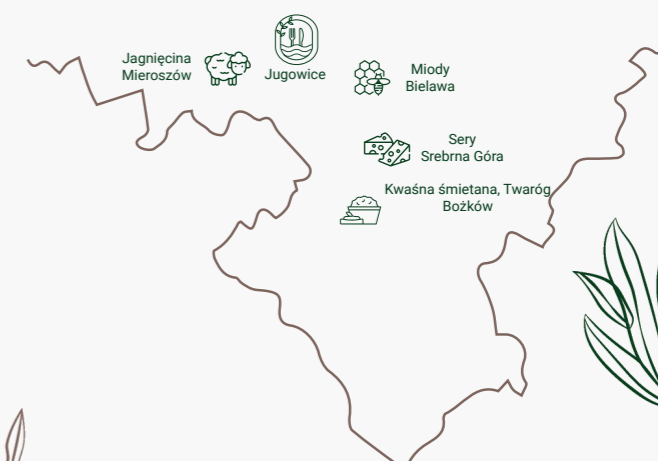 Jagnięcina
Mieroszów
Jugowice
Miody
Bielawa
Sery
Srebrna Góra
Kwaśna śmietana, Twaróg
Bożków